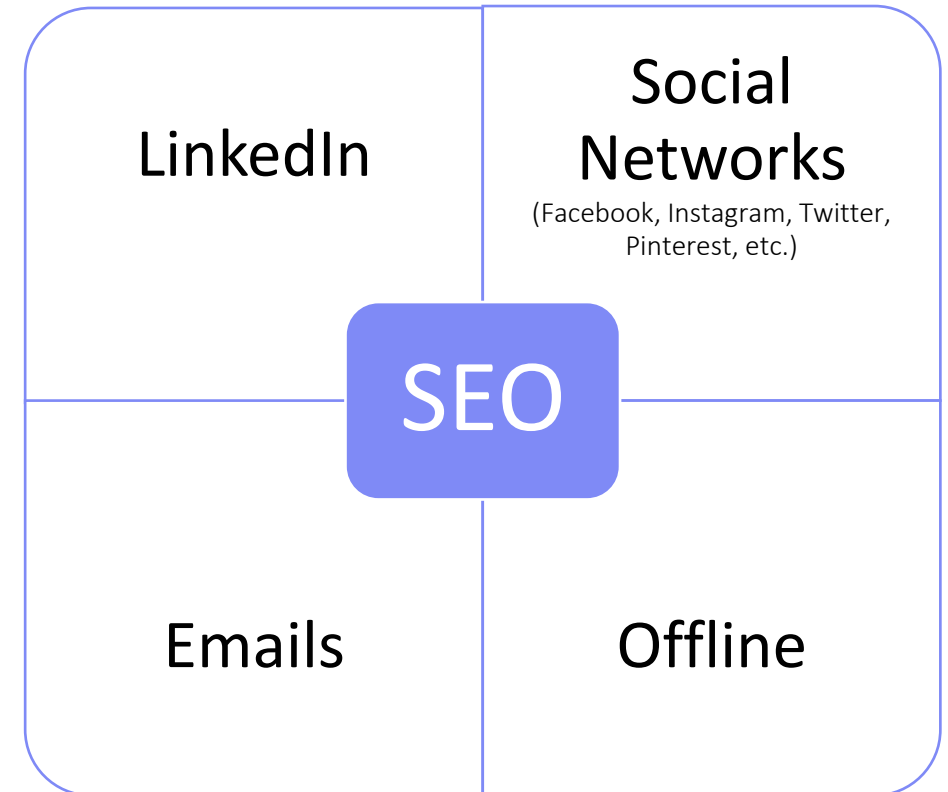 LinkedIn
Social
Networks
(Facebook, Instagram, Twitter,
Pinterest, etc.)
SEO
Emails
Offline